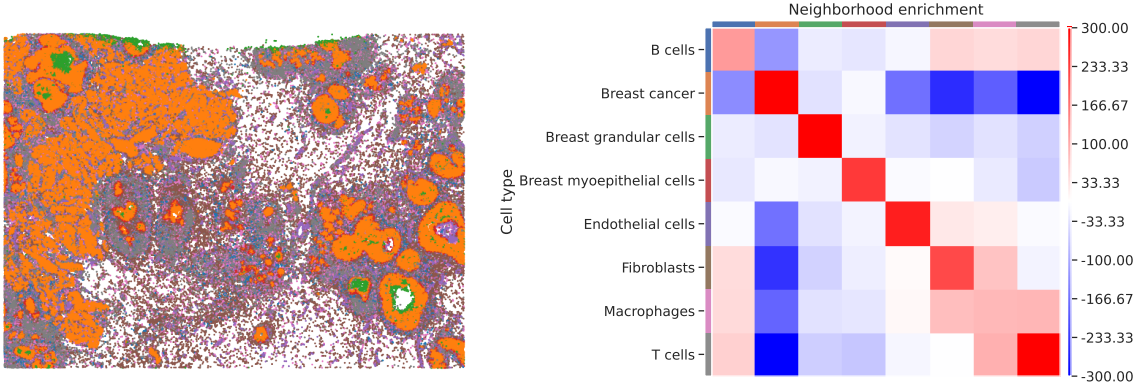 Neighborhood enrichment
Cell type
B cells
Breast cancer
Breast grandular cells
Breast myoepithelial cells
Endothelial cells
Fibroblasts
Macrophages
T cells
300.00
233.33
166.67
100.00
33.33
-33.33
-100.00
-166.67
-233.33
-300.00